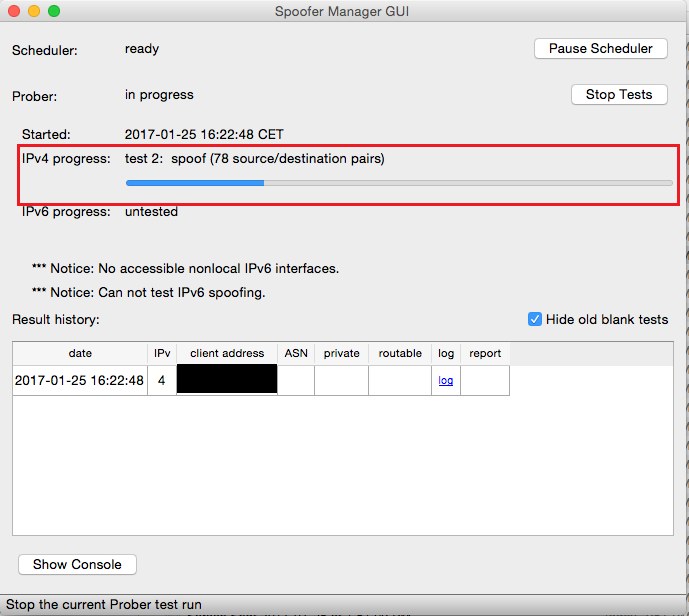 Spoofer Manager GUI
Scheduler: ready Pause Scheduler
Prober: in progress Stop Tests
Started: 2017-01-25 16:22:48 CET
IPv4 progress: test 2: spoof (78 source/destination pairs)
IPv6 progress: untested
*** Notice: No accessible nonlocal IPv6 interfaces.
*** Notice: Can not test IPv6 spoofing.
Result history: Hide old blank tests
date IPv client address ASN private routable log report
2017-01-25 16:22:48 4 log
Show Console
Stop the current Prober test run